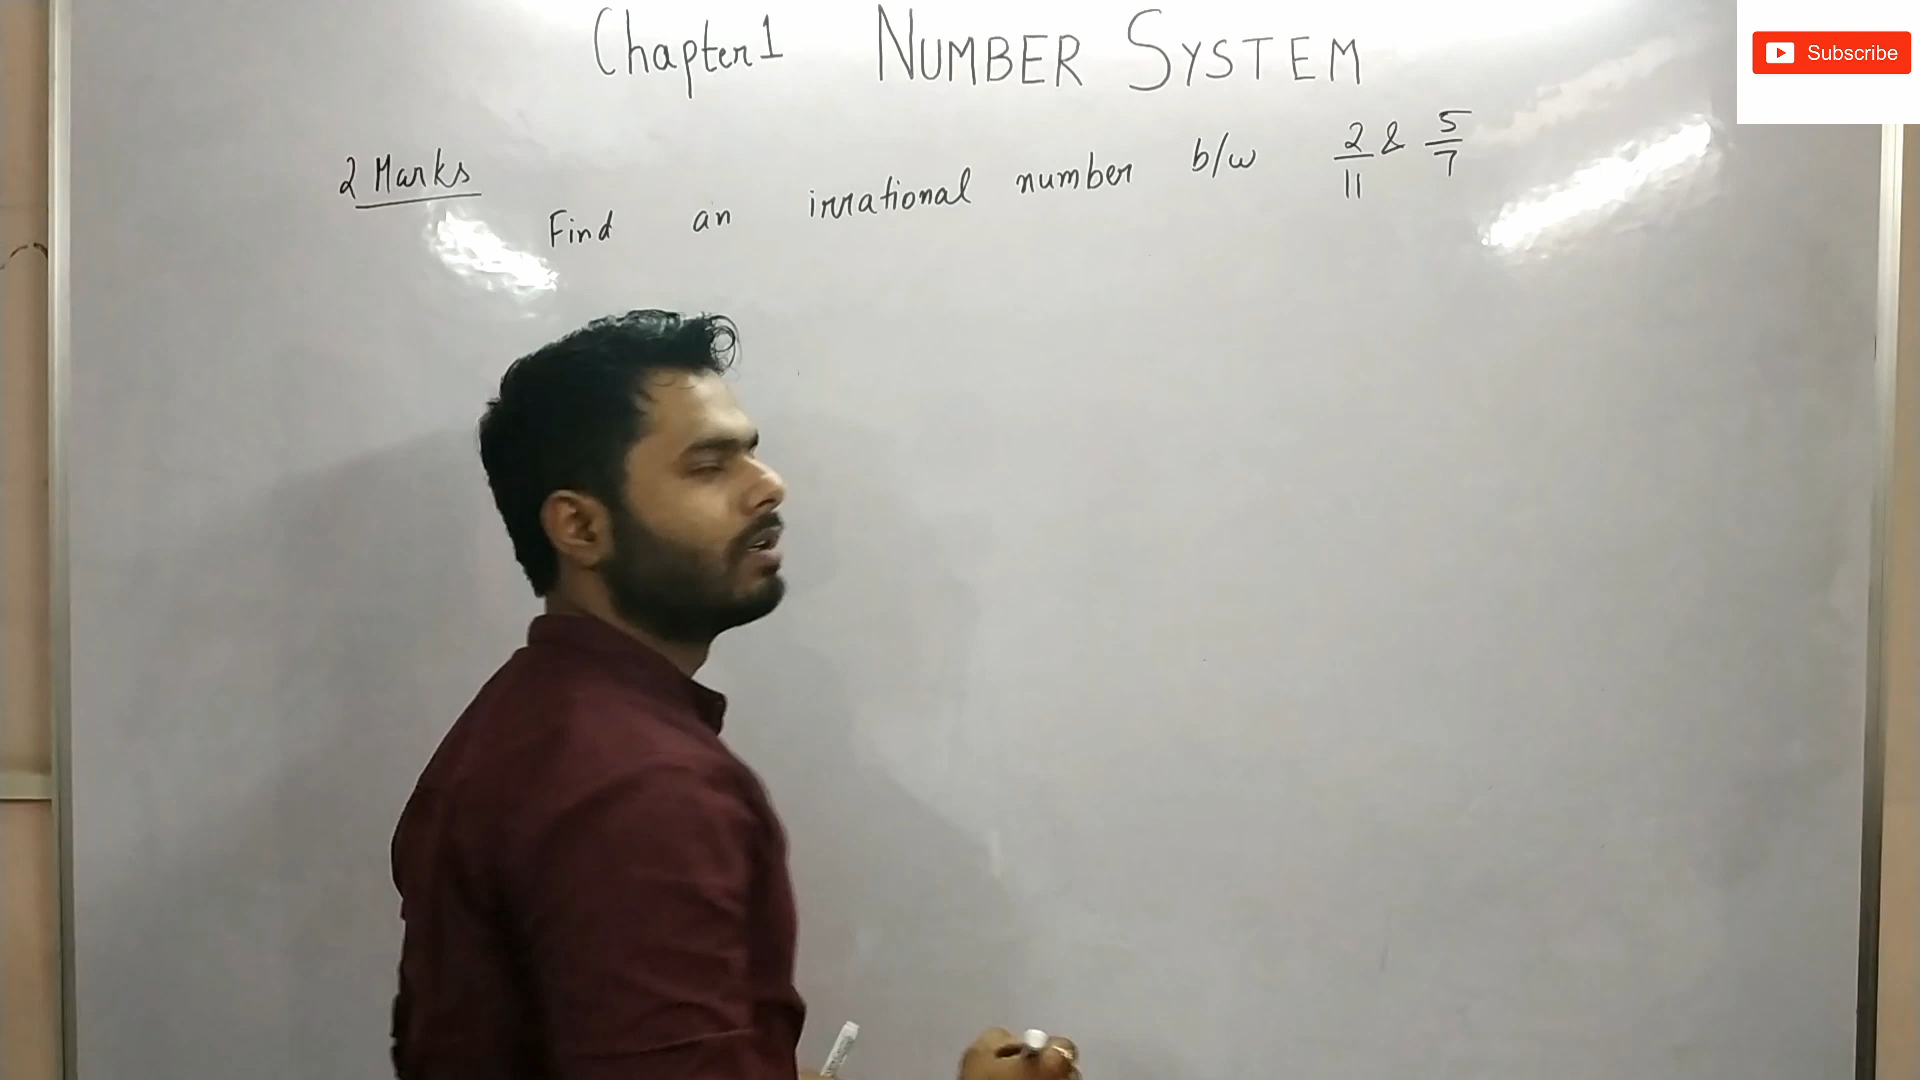 Chapter 1 NUMBER SYSTEM
Subscribe
2 Marks
Find an irrational number b/w 2/11 & 5/7